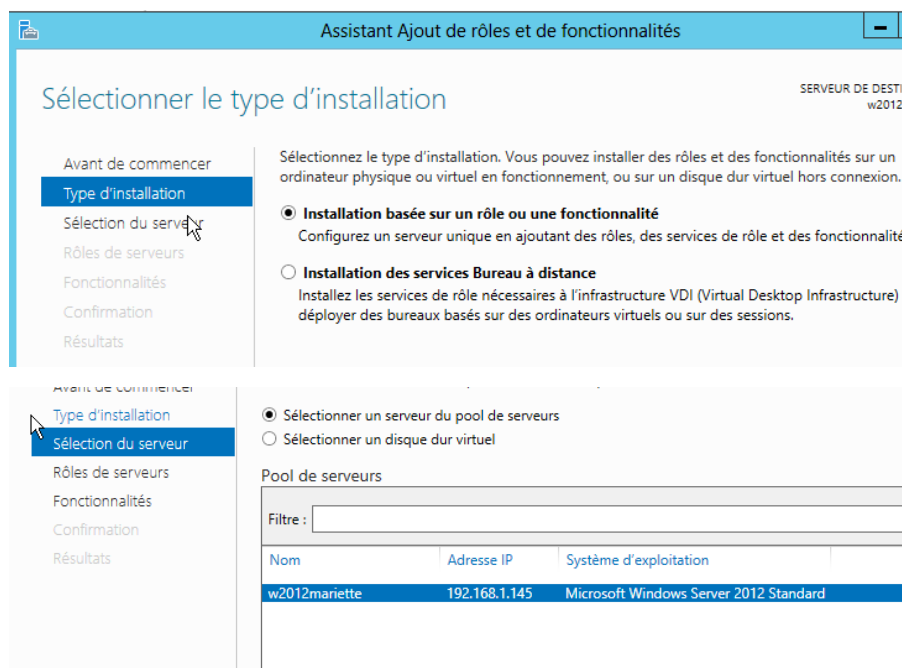 Assistant Ajout de rôles et de fonctionnalités
Sélectionner le type d'installation
SERVEUR DE DESTI
w2012
Avant de commencer
Type d'installation
Sélection du serveur
Rôles de serveurs
Fonctionnalités
Confirmation
Résultats
Sélectionnez le type d'installation. Vous pouvez installer des rôles et des fonctionnalités sur un
ordinateur physique ou virtuel en fonctionnement, ou sur un disque dur virtuel hors connexion.
Installation basée sur un rôle ou une fonctionnalité
Configurez un serveur unique en ajoutant des rôles, des services de rôle et des fonctionnalité
Installation des services Bureau à distance
Installez les services de rôle nécessaires à l'infrastructure VDI (Virtual Desktop Infrastructure)
déployer des bureaux basés sur des ordinateurs virtuels ou sur des sessions.
Avant de commencer
Type d'installation
Sélection du serveur
Rôles de serveurs
Fonctionnalités
Confirmation
Résultats
Sélectionner un serveur du pool de serveurs
Sélectionner un disque dur virtuel
Pool de serveurs
Filtre :
Nom Adresse IP Système d'exploitation
w2012mariette 192.168.1.145 Microsoft Windows Server 2012 Standard